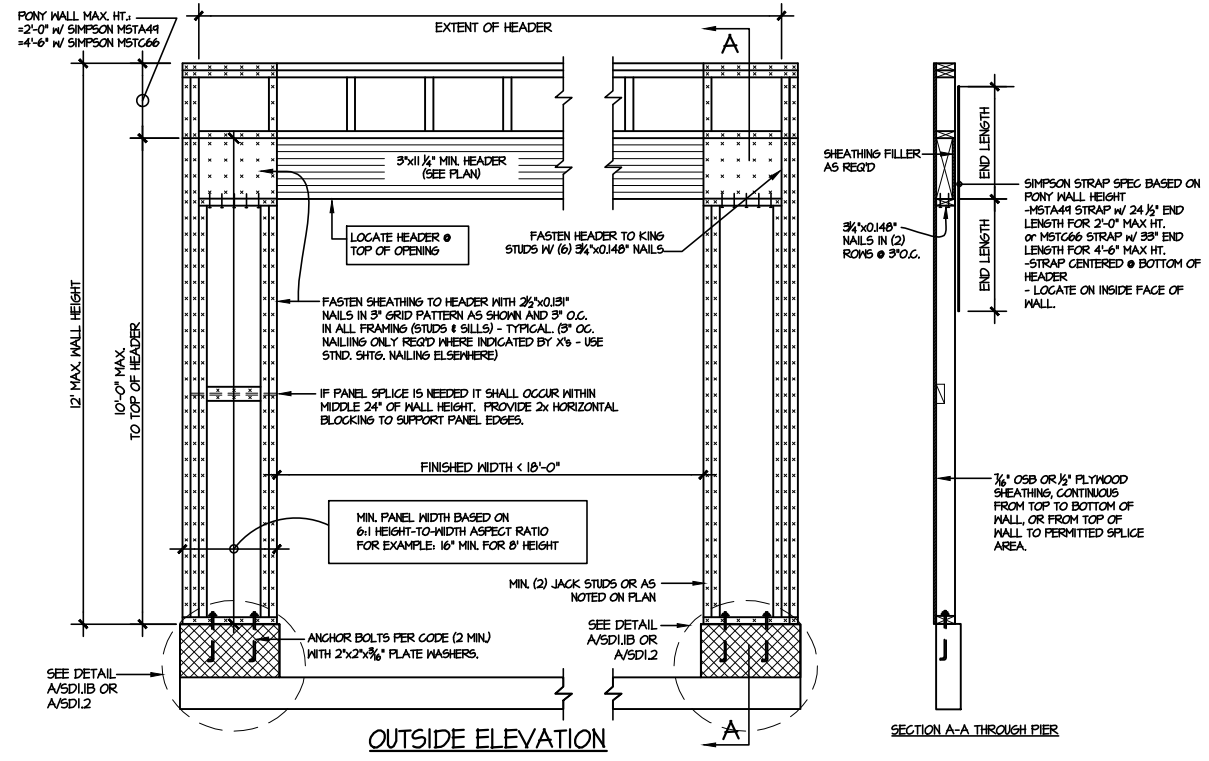 PONY WALL MAX. HT.:
=2'-0" W/ SIMPSON MSTA49
=4'-6" W/ SIMPSON MSTC66
EXTENT OF HEADER
A
12' MAX. WALL HEIGHT
10'-0" MAX.
TO TOP OF HEADER
3"x11 1/4" MIN. HEADER
(SEE PLAN)
LOCATE HEADER @
TOP OF OPENING
FASTEN HEADER TO KING
STUDS W/ (6) 3 1/4"x0.148" NAILS
FASTEN SHEATHING TO HEADER WITH 2 1/2"x0.131"
NAILS IN 3" GRID PATTERN AS SHOWN AND 3" O.C.
IN ALL FRAMING (STUDS & SILLS) - TYPICAL. (3" OC.
NAILIING ONLY REQ'D WHERE INDICATED BY X's - USE
STND. SHTG. NAILING ELSEWHERE)
IF PANEL SPLICE IS NEEDED IT SHALL OCCUR WITHIN
MIDDLE 24" OF WALL HEIGHT. PROVIDE 2x HORIZONTAL
BLOCKING TO SUPPORT PANEL EDGES.
FINISHED WIDTH < 18'-0"
MIN. PANEL WIDTH BASED ON
6:1 HEIGHT-TO-WIDTH ASPECT RATIO
FOR EXAMPLE: 16" MIN. FOR 8' HEIGHT
MIN. (2) JACK STUDS OR AS
NOTED ON PLAN
SEE DETAIL
A/SD1.1B OR
A/SD1.2
ANCHOR BOLTS PER CODE (2 MIN.)
WITH 2"x2"x3/16" PLATE WASHERS.
SEE DETAIL
A/SD1.1B OR
A/SD1.2
A
OUTSIDE ELEVATION
SHEATHING FILLER
AS REQ'D
3 1/4"x0.148"
NAILS IN (2)
ROWS @ 3"O.C.
END LENGTH
END LENGTH
SIMPSON STRAP SPEC BASED ON
PONY WALL HEIGHT
-MSTA49 STRAP W/ 24 1/2" END
LENGTH FOR 2'-0" MAX HT.
or MSTC66 STRAP W/ 33" END
LENGTH FOR 4'-6" MAX HT.
-STRAP CENTERED @ BOTTOM OF
HEADER
- LOCATE ON INSIDE FACE OF
WALL.
7/16" OSB OR 1/2" PLYWOOD
SHEATHING, CONTINUOUS
FROM TOP TO BOTTOM OF
WALL, OR FROM TOP OF
WALL TO PERMITTED SPLICE
AREA.
SECTION A-A THROUGH PIER